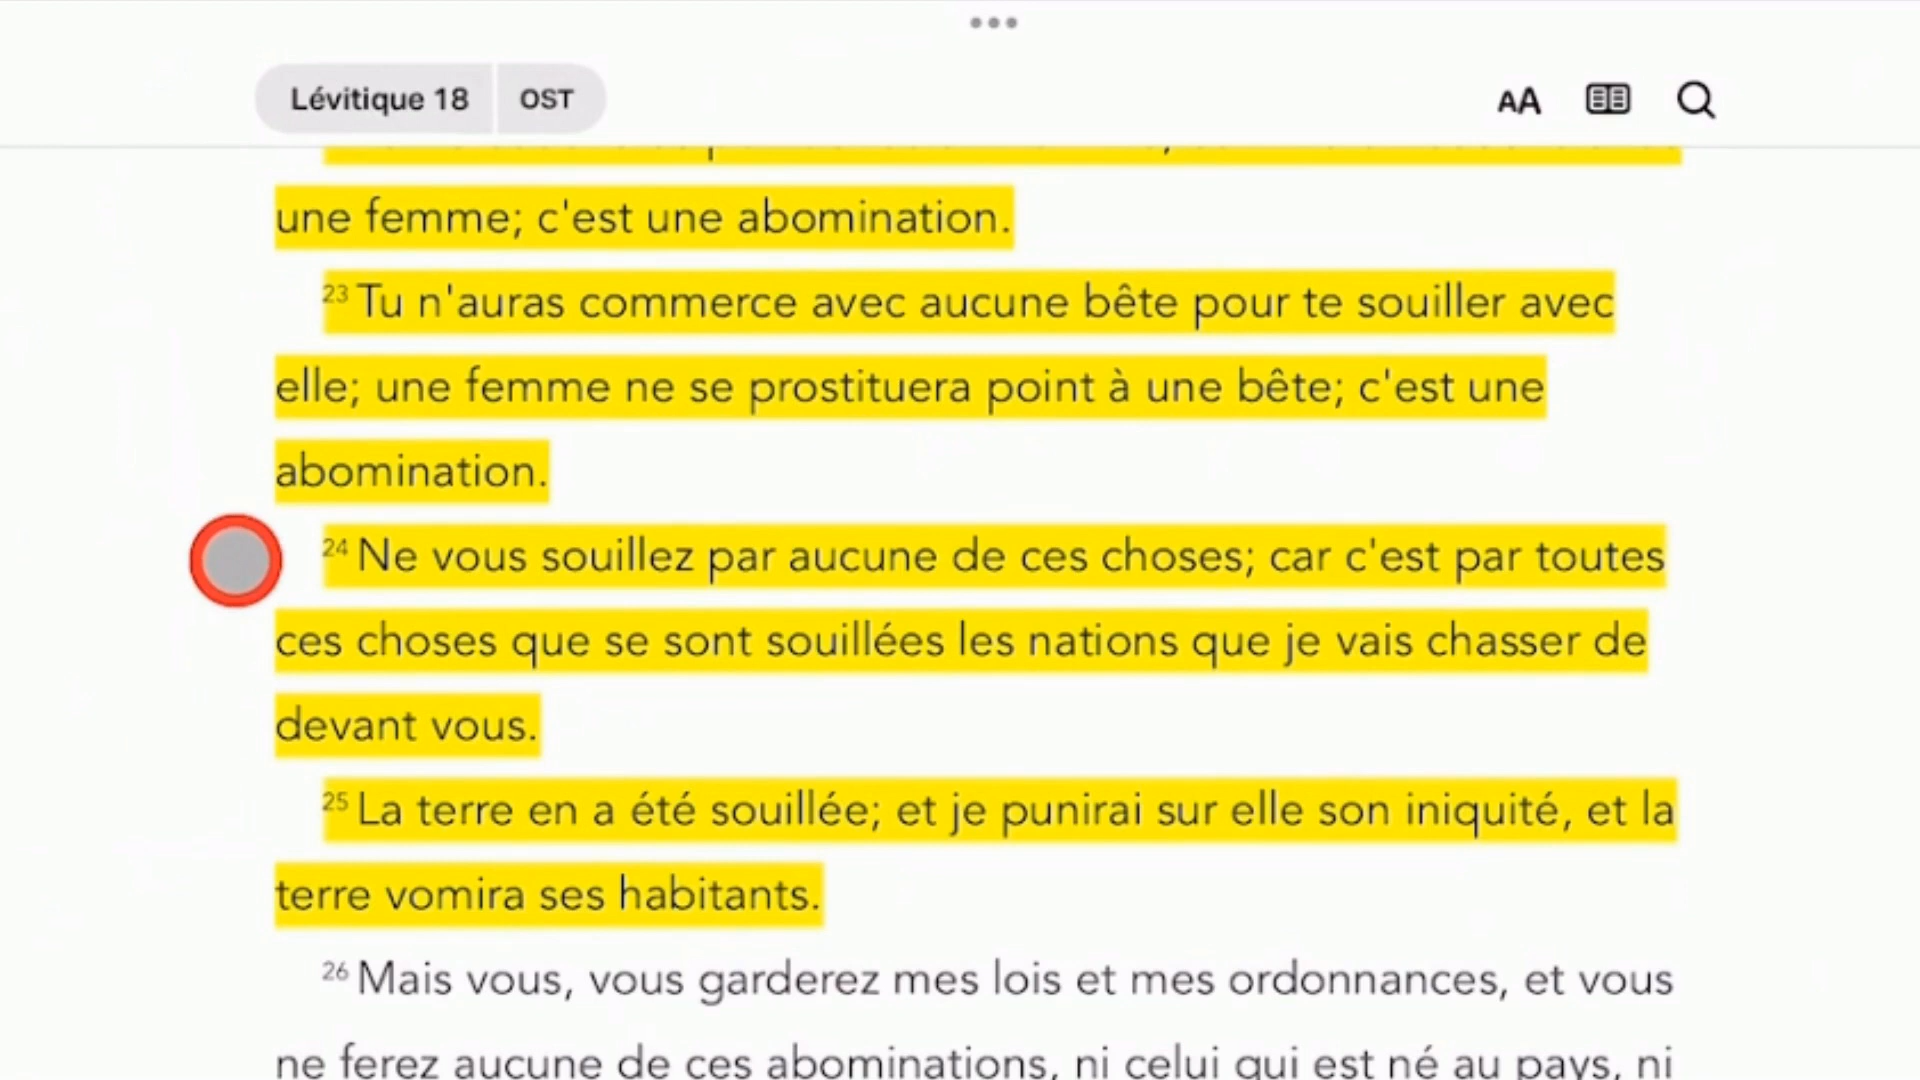 Lévitique 18 OST AA
une femme; c'est une abomination.
23 Tu n'auras commerce avec aucune bête pour te souiller avec
elle; une femme ne se prostituera point à une bête; c'est une
abomination.
24 Ne vous souillez par aucune de ces choses; car c'est par toutes
ces choses que se sont souillées les nations que je vais chasser de
devant vous.
25 La terre en a été souillée; et je punirai sur elle son iniquité, et la
terre vomira ses habitants.
26 Mais vous, vous garderez mes lois et mes ordonnances, et vous
ne ferez aucune de ces abominations, ni celui qui est né au pays, ni